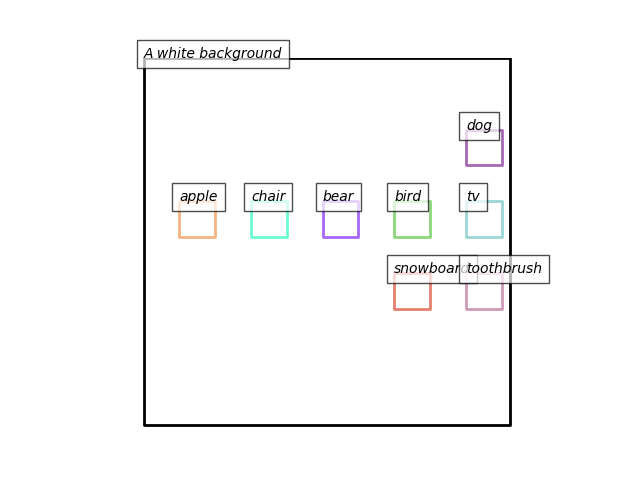 A white background
dog
apple
chair
bear
bird
tv
snowboard
toothbrush